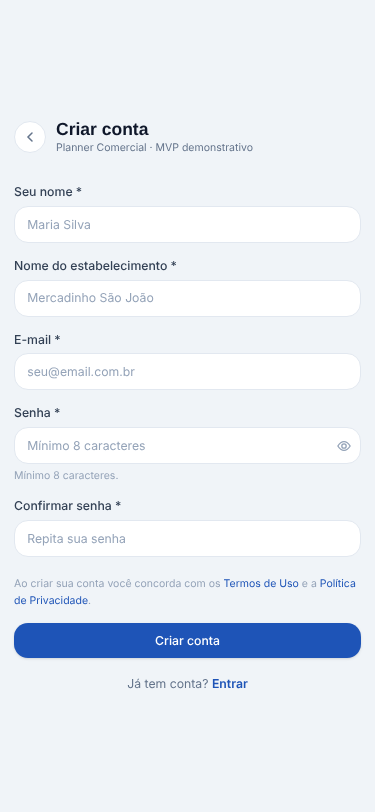 Criar conta
Planner Comercial · MVP demonstrativo
Seu nome *
Maria Silva
Nome do estabelecimento *
Mercadinho São João
E-mail *
seu@email.com.br
Senha *
Mínimo 8 caracteres
Mínimo 8 caracteres.
Confirmar senha *
Repita sua senha
Ao criar sua conta você concorda com os Termos de Uso e a Política
de Privacidade.
Criar conta
Já tem conta? Entrar